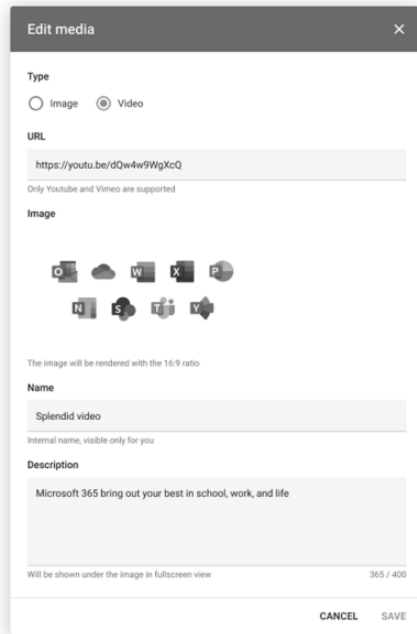 Edit media
Type
Image Video
URL
https://youtu.be/dQw4w9WgXcQ
Only Youtube and Vimeo are supported
Image
O W X P
N S T Y
The image will be rendered with the 16:9 ratio
Name
Splendid video
Internal name, visible only for you
Description
Microsoft 365 bring out your best in school, work, and life
Will be shown under the image in fullscreen view 365 / 400
CANCEL SAVE